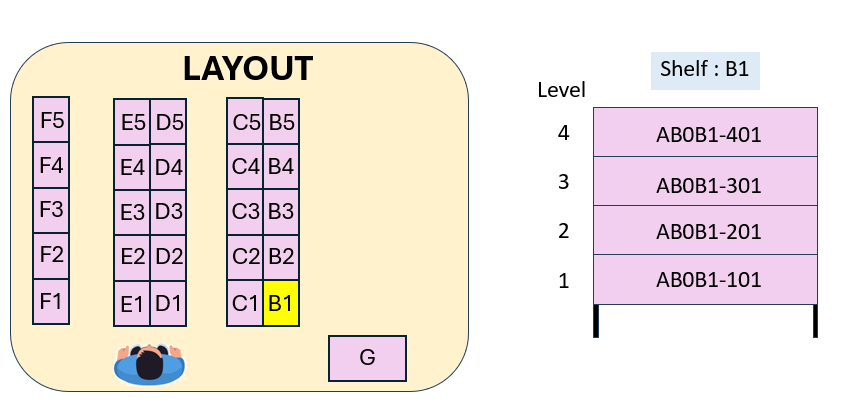 LAYOUT
F5 E5 D5 C5 B5
F4 E4 D4 C4 B4
F3 E3 D3 C3 B3
F2 E2 D2 C2 B2
F1 E1 D1 C1 B1
G
Shelf : B1
Level
4 AB0B1-401
3 AB0B1-301
2 AB0B1-201
1 AB0B1-101